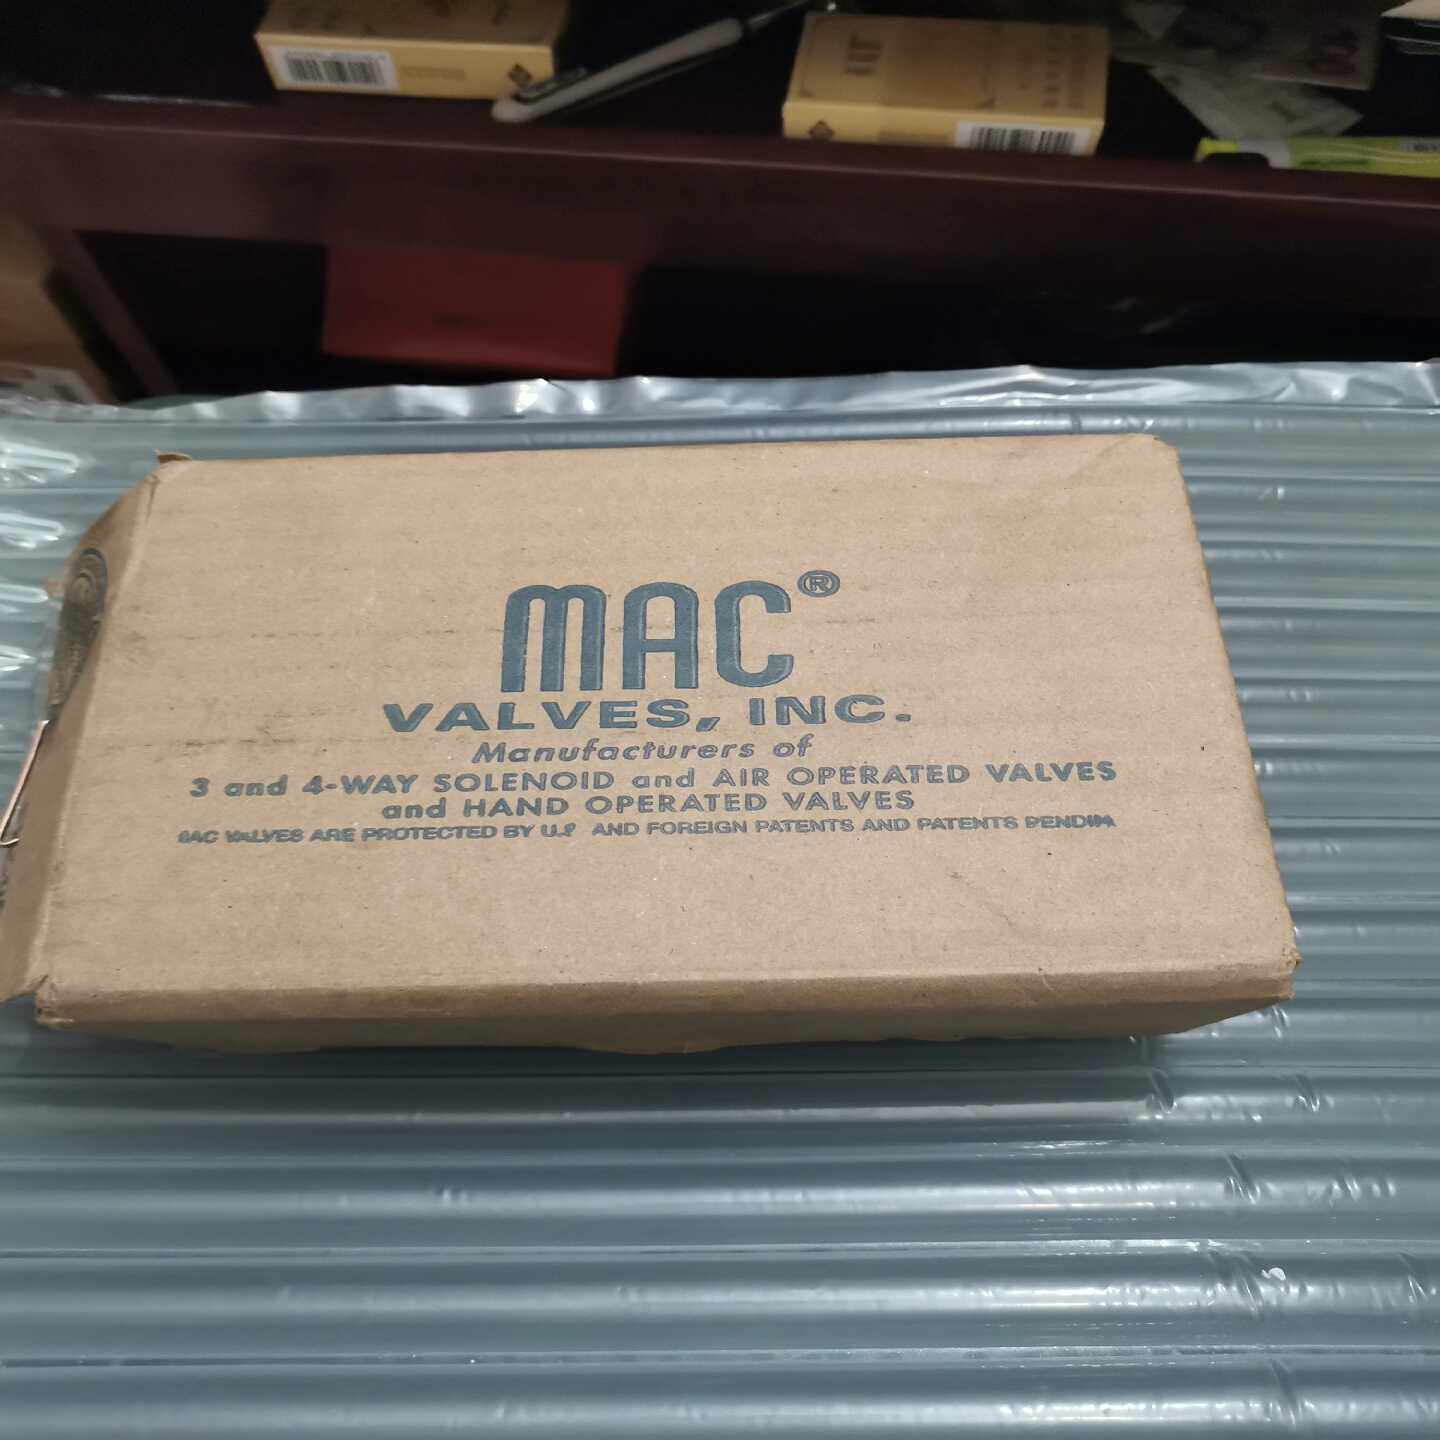 MAC®
VALVES, INC.
Manufacturers of
3 and 4-WAY SOLENOID and AIR OPERATED VALVES
and HAND OPERATED VALVES
MAC VALVES ARE PROTECTED BY U.S AND FOREIGN PATENTS AND PATENTS PENDIN